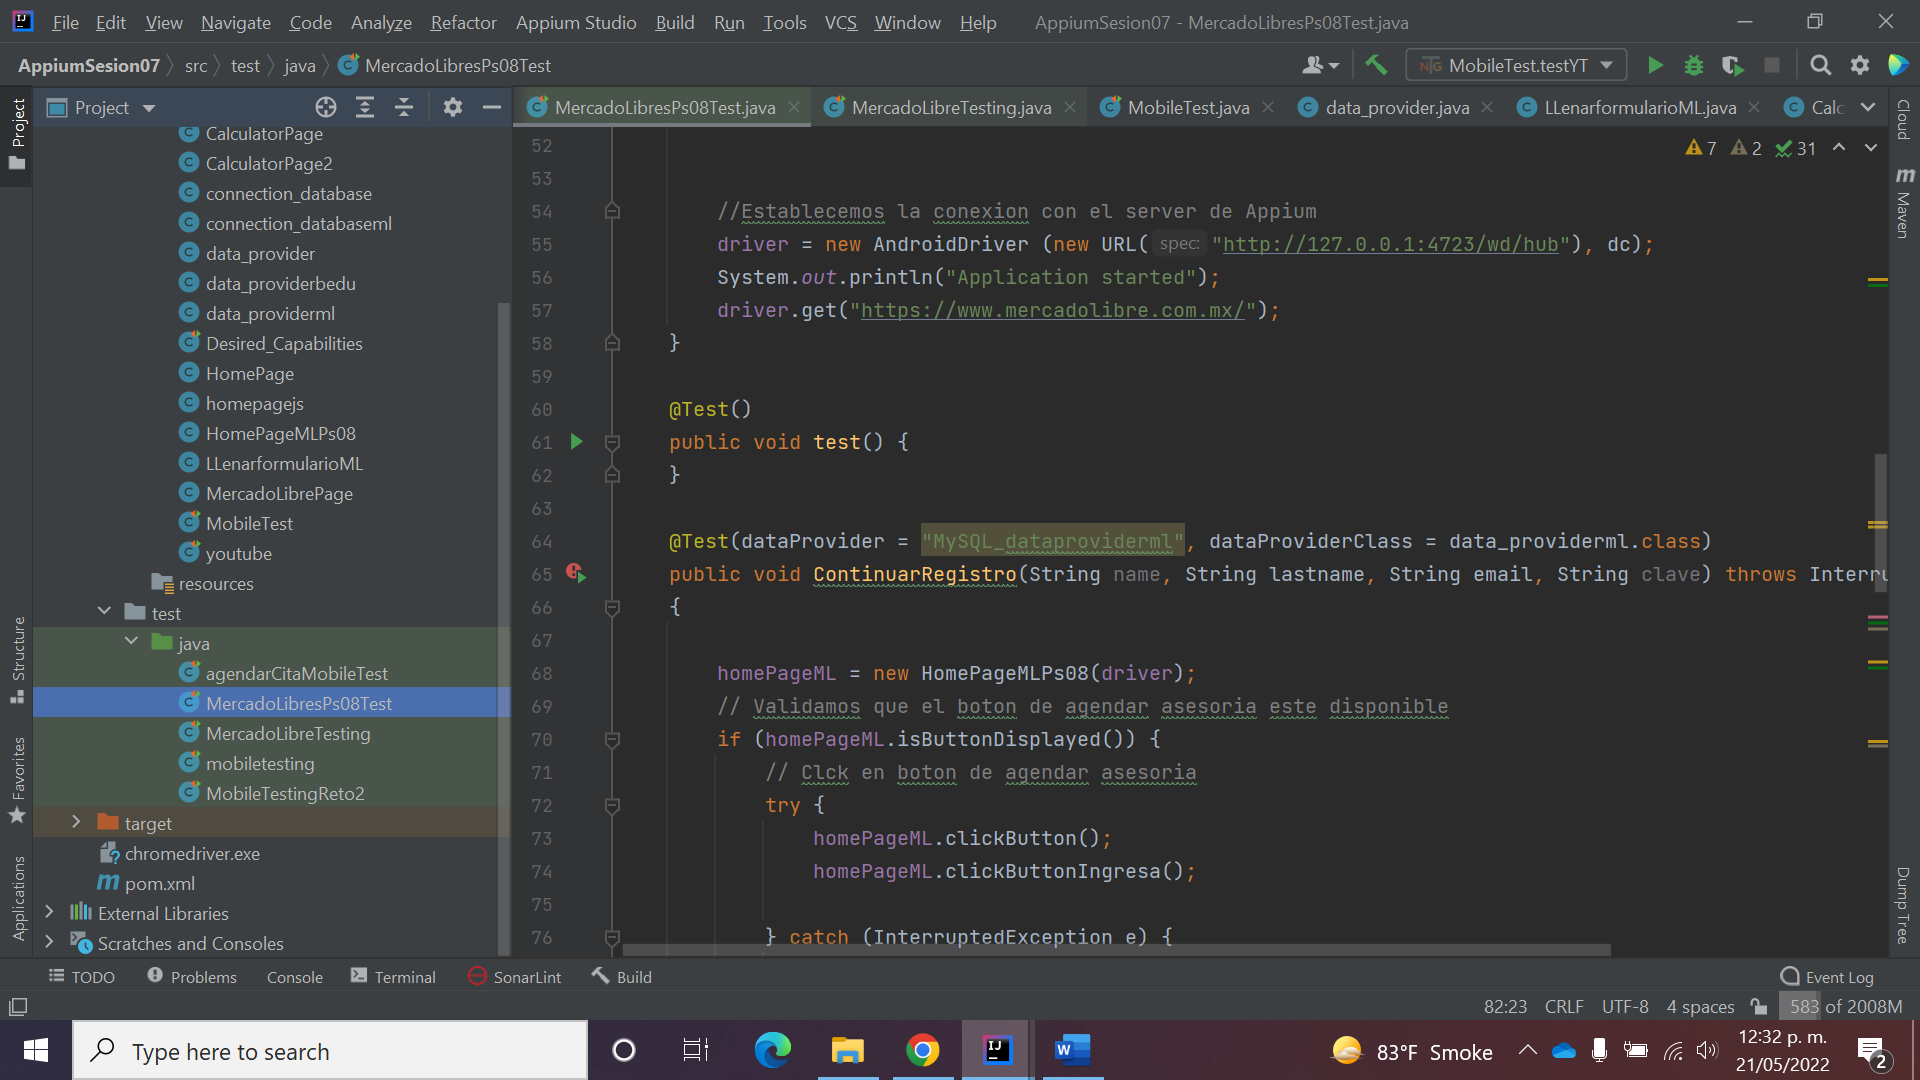 File Edit View Navigate Code Analyze Refactor Appium Studio Build Run Tools VCS Window Help AppiumSesion07 - MercadoLibresPs08Test.java
AppiumSesion07 src test java MercadoLibresPs08Test
MobileTest.testYT
Project
MercadoLibresPs08Test.java MercadoLibreTesting.java MobileTest.java data_provider.java LLenarformularioML.java Calc
Project
Structure
Favorites
Applications
CalculatorPage
CalculatorPage2
connection_database
connection_databaseml
data_provider
data_providerbedu
data_providerml
Desired_Capabilities
HomePage
homepagejs
HomePageMLPs08
LLenarformularioML
MercadoLibrePage
MobileTest
youtube
resources
test
java
agendarCitaMobileTest
MercadoLibresPs08Test
MercadoLibreTesting
mobiletesting
MobileTestingReto2
target
chromedriver.exe
pom.xml
External Libraries
Scratches and Consoles
7 2 31
52
53
54 //Establecemos la conexion con el server de Appium
55 driver = new AndroidDriver (new URL( spec: "http://127.0.0.1:4723/wd/hub"), dc);
56 System.out.println("Application started");
57 driver.get("https://www.mercadolibre.com.mx/");
58 }
59
60 @Test()
61 public void test() {
62 }
63
64 @Test(dataProvider = "MySQL_dataproviderml", dataProviderClass = data_providerml.class)
65 public void ContinuarRegistro(String name, String lastname, String email, String clave) throws Interru
66 {
67
68 homePageML = new HomePageMLPs08(driver);
69 // Validamos que el boton de agendar asesoria este disponible
70 if (homePageML.isButtonDisplayed()) {
71 // Clck en boton de agendar asesoria
72 try {
73 homePageML.clickButton();
74 homePageML.clickButtonIngresa();
75
76 } catch (InterruptedException e) {
Cloud
Maven
Dump Tree
TODO Problems Console Terminal SonarLint Build Event Log
82:23 CRLF UTF-8 4 spaces 583 of 2008M
Type here to search
83°F Smoke
12:32 p. m.
21/05/2022
2